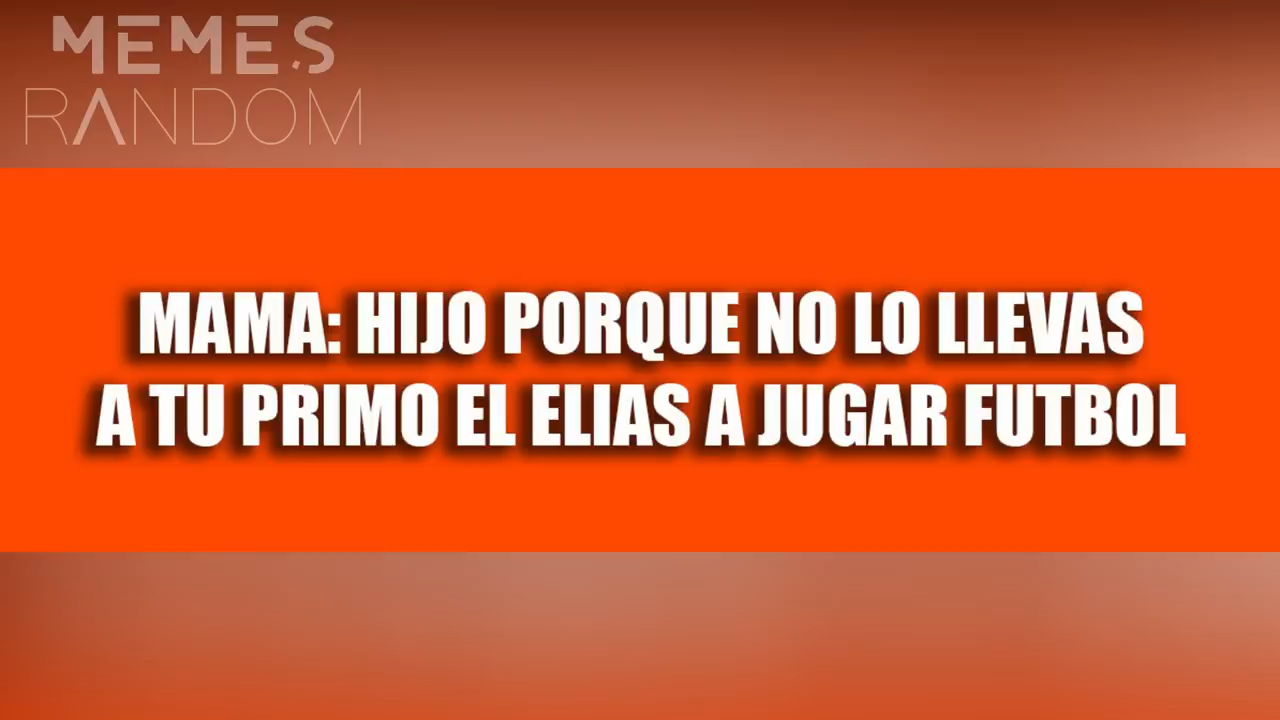 MEMES
RANDOM
MAMA: HIJO PORQUE NO LO LLEVAS
A TU PRIMO EL ELIAS A JUGAR FUTBOL